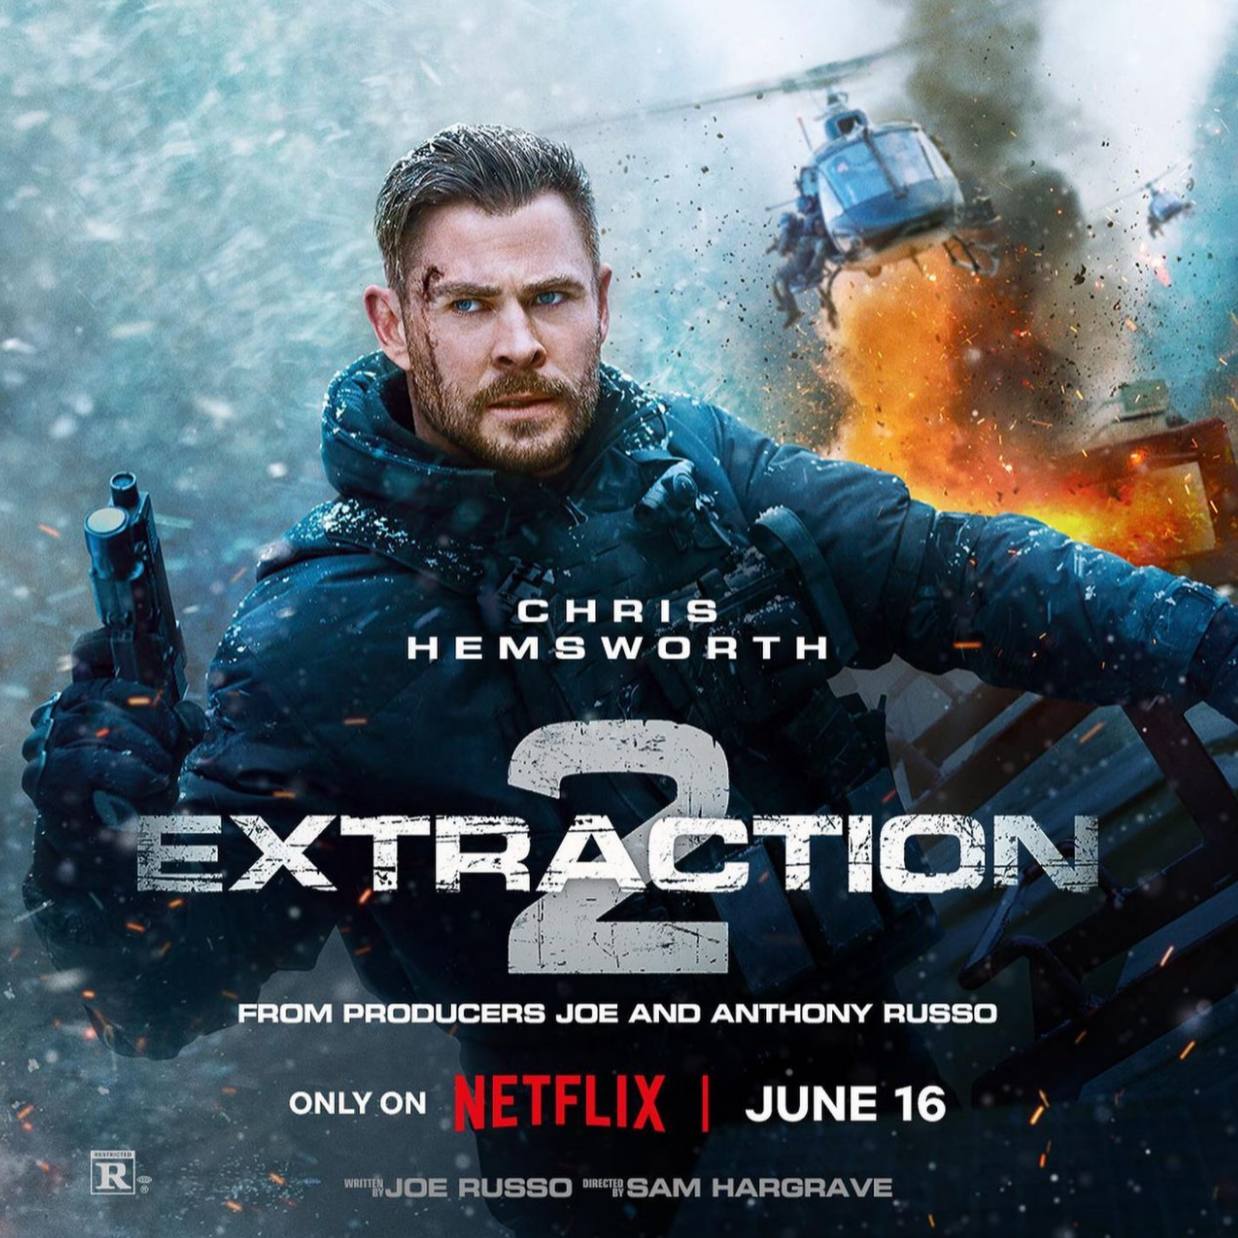 CHRIS
HEMSWORTH
2
EXTRACTION
FROM PRODUCERS JOE AND ANTHONY RUSSO
ONLY ON NETFLIX | JUNE 16
RESTRICTED
R
®
WRITTEN BY JOE RUSSO DIRECTED BY SAM HARGRAVE